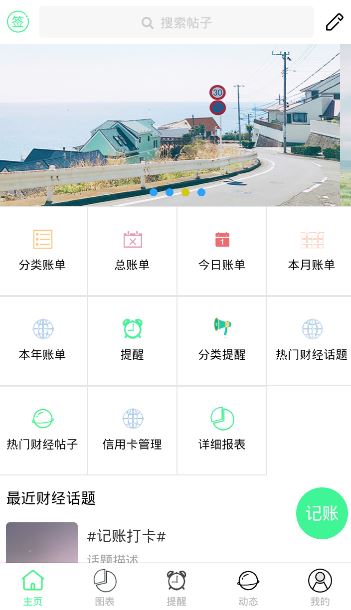 签
搜索帖子
30
分类账单
总账单
1
今日账单
本月账单
本年账单
提醒
分类提醒
热门财经话题
热门财经帖子
信用卡管理
详细报表
最近财经话题
记账
#记账打卡#
话题描述
主页
图表
提醒
动态
我的